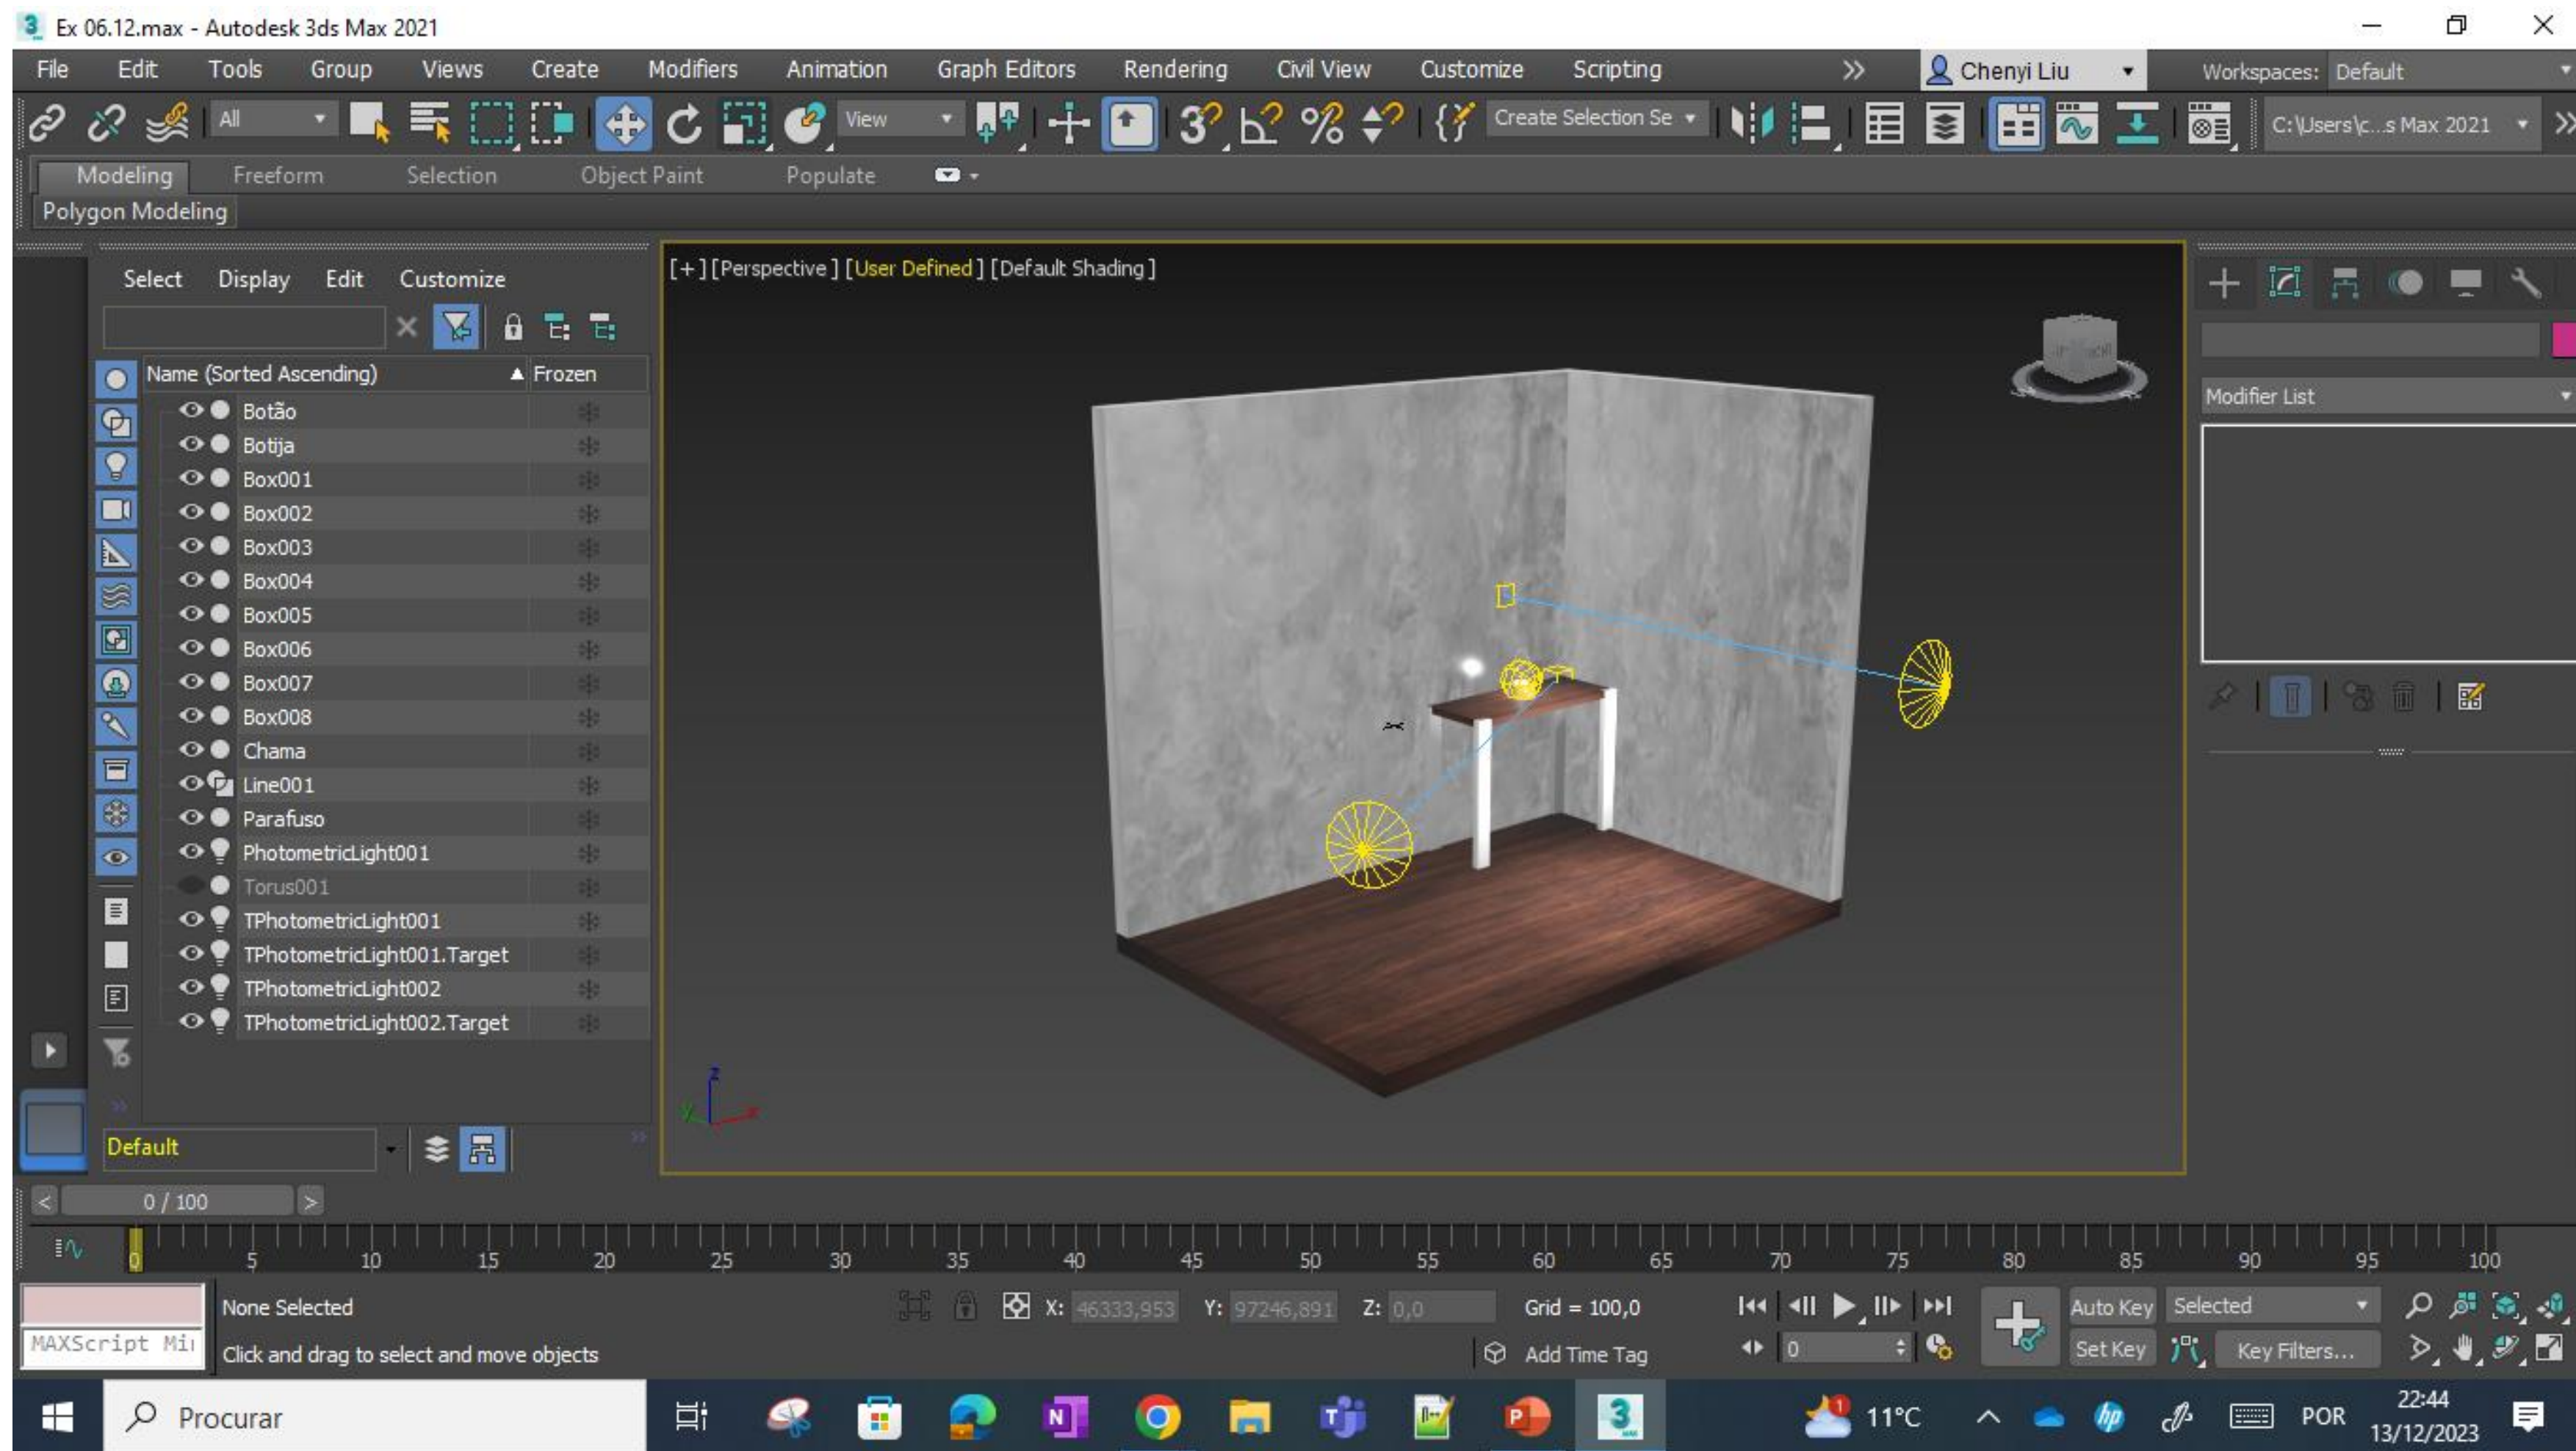 Ex 06.12.max - Autodesk 3ds Max 2021
File Edit Tools Group Views Create Modifiers Animation Graph Editors Rendering Civil View Customize Scripting Chenyi Liu Workspaces: Default
All View Create Selection Se C:\Users\c...s Max 2021
Modeling Freeform Selection Object Paint Populate
Polygon Modeling
Select Display Edit Customize
[+] [Perspective] [User Defined] [Default Shading]
Name (Sorted Ascending) Frozen
Modifier List
Botão
Botija
Box001
Box002
Box003
Box004
Box005
Box006
Box007
Box008
Chama
Line001
Parafuso
PhotometricLight001
Torus001
TPhotometricLight001
TPhotometricLight001.Target
TPhotometricLight002
TPhotometricLight002.Target
z
y x
Default
0 / 100
0 5 10 15 20 25 30 35 40 45 50 55 60 65 70 75 80 85 90 95 100
None Selected X: 46333,953 Y: 97246,891 Z: 0,0 Grid = 100,0 Auto Key Selected
MAXScript Mi Click and drag to select and move objects Add Time Tag 0 Set Key Key Filters...
Procurar 11°C POR 22:44
13/12/2023